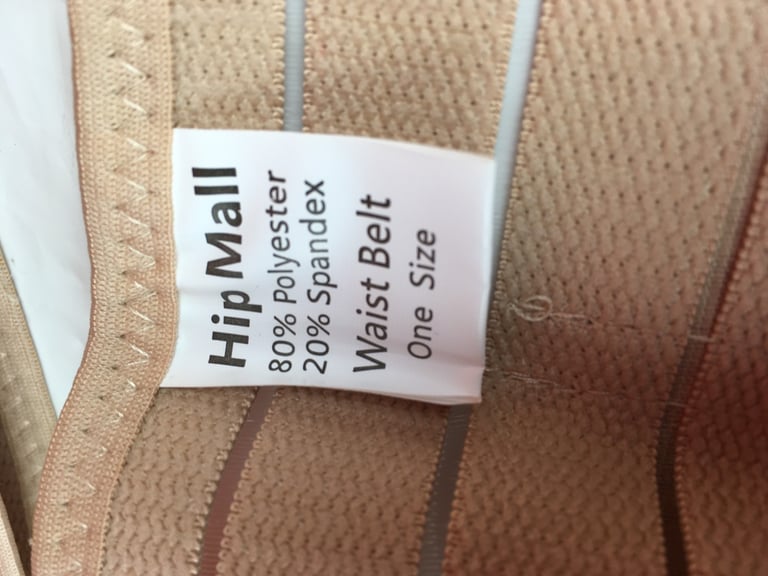 Hip Mall
80% Polyester
20% Spandex
Waist Belt
One Size